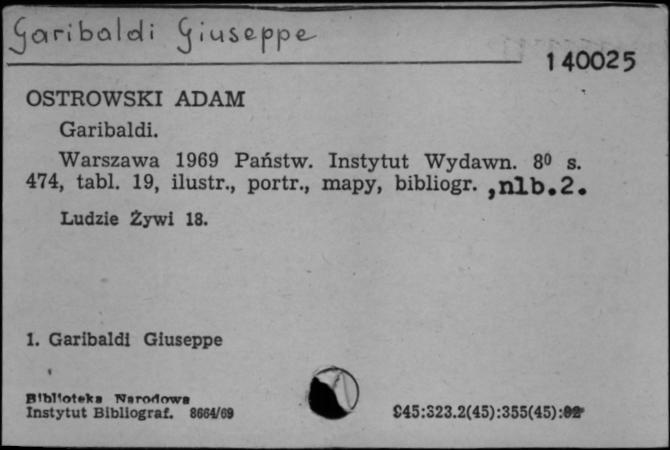 Garibaldi Giuseppe
140025
OSTROWSKI ADAM
Garibaldi.
Warszawa 1969 Państw. Instytut Wydawn. 8⁰ s.
474, tabl. 19, ilustr., portr., mapy, bibliogr. ,nlb.2.
Ludzie Żywi 18.
1. Garibaldi Giuseppe
Biblioteka Narodowa
Instytut Bibliograf. 8664/69
945:323.2(45):355(45):92